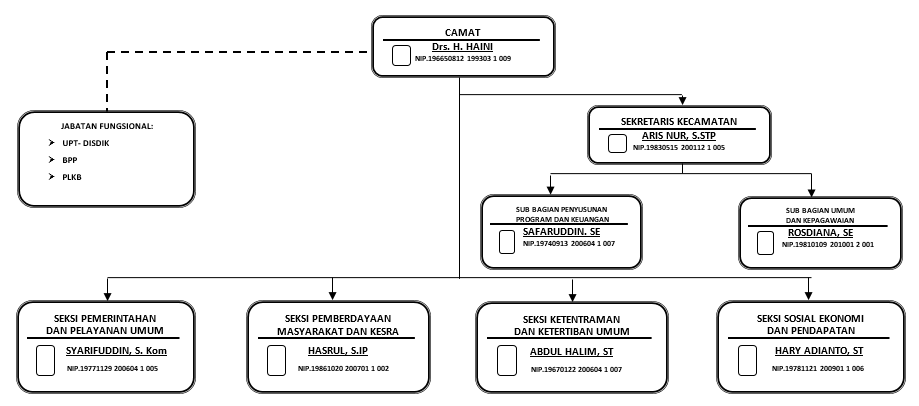 CAMAT
Drs. H. HAINI
NIP.196650812 199303 1 009
JABATAN FUNGSIONAL:
UPT- DISDIK
BPP
PLKB
SEKRETARIS KECAMATAN
ARIS NUR, S.STP
NIP.19830515 200112 1 005
SUB BAGIAN PENYUSUNAN
PROGRAM DAN KEUANGAN
SAFARUDDIN. SE
NIP.19740913 200604 1 007
SUB BAGIAN UMUM
DAN KEPAGAWAIAN
ROSDIANA, SE
NIP.19810109 201001 2 001
SEKSI PEMERINTAHAN
DAN PELAYANAN UMUM
SYARIFUDDIN, S. Kom
NIP.19771129 200604 1 005
SEKSI PEMBERDAYAAN
MASYARAKAT DAN KESRA
HASRUL, S.IP
NIP.19861020 200701 1 002
SEKSI KETENTRAMAN
DAN KETERTIBAN UMUM
ABDUL HALIM, ST
NIP.19670122 200604 1 007
SEKSI SOSIAL EKONOMI
DAN PENDAPATAN
HARY ADIANTO, ST
NIP.19781121 200901 1 006